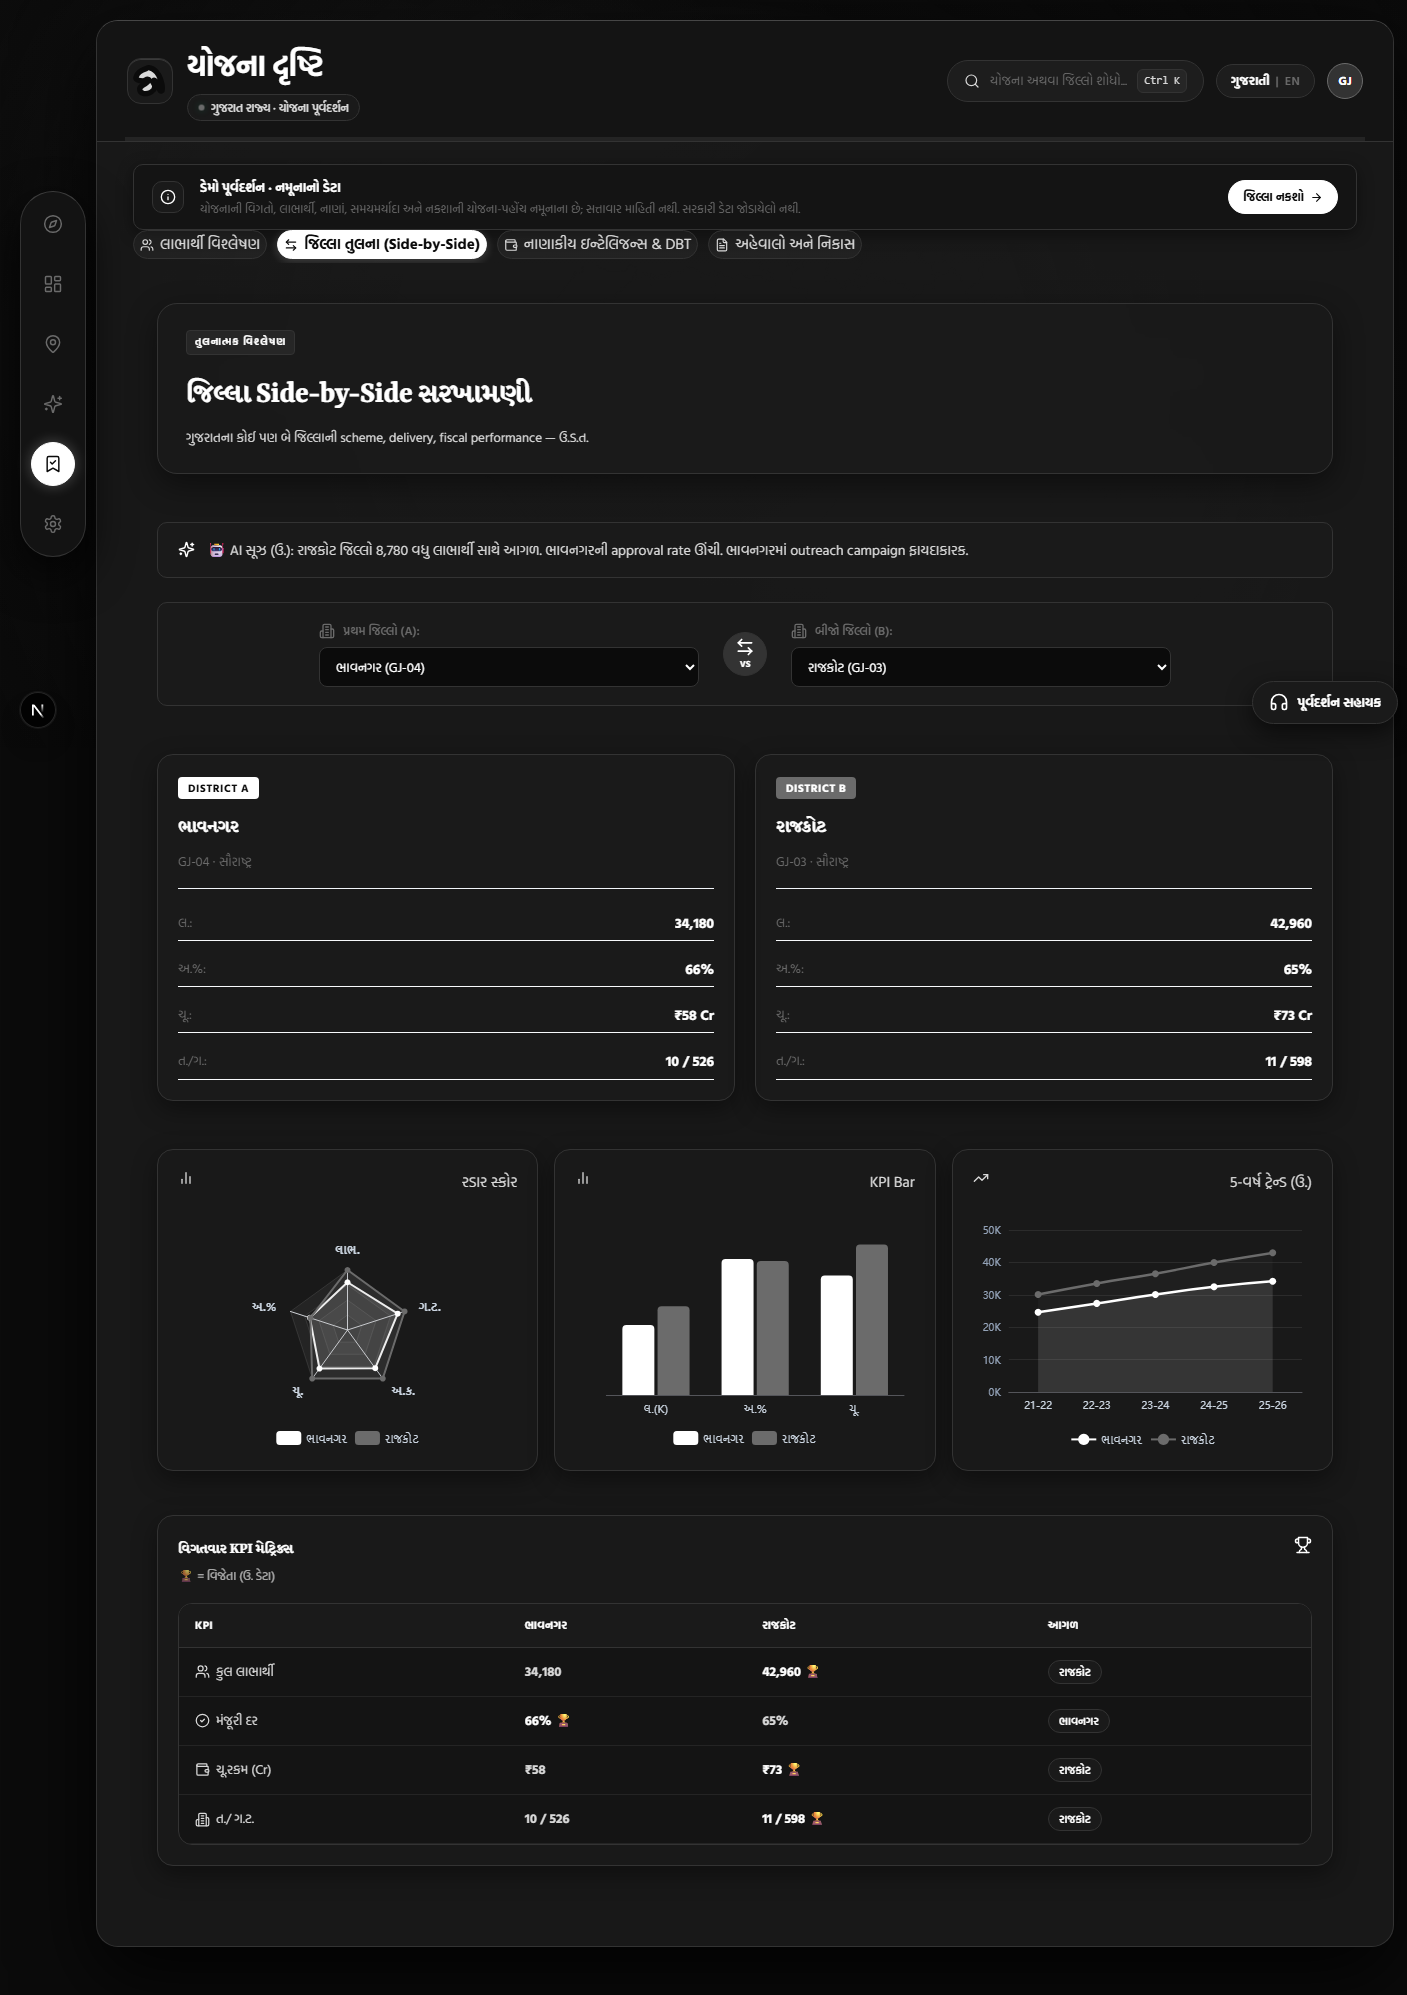 યોજના દૃષ્ટિ
ગુજરાત રાજ્ય · યોજના પૂર્વદર્શન
યોજના અથવા જિલ્લો શોધો... Ctrl K
ગુજરાતી | EN
GJ
ડેમો પૂર્વદર્શન · નમૂનાનો ડેટા
યોજનાની વિગતો, લાભાર્થી, નાણાં, સમયમર્યાદા અને નકશાની યોજના-પહોંચ નમૂનાના છે; સત્તાવાર માહિતી નથી. સરકારી ડેટા જોડાયેલો નથી.
જિલ્લા નકશો →
લાભાર્થી વિશ્લેષણ
જિલ્લા તુલના (Side-by-Side)
નાણાકીય ઇન્ટેલિજન્સ & DBT
અહેવાલો અને નિકાસ
તુલનાત્મક વિશ્લેષણ
જિલ્લા Side-by-Side સરખામણી
ગુજરાતના કોઈ પણ બે જિલ્લાની scheme, delivery, fiscal performance — ઉ.S.d.
🤖 AI સૂઝ (ઉ.): રાજકોટ જિલ્લો 8,780 વધુ લાભાર્થી સાથે આગળ. ભાવનગરની approval rate ઊંચી. ભાવનગરમાં outreach campaign ફાયદાકારક.
પ્રથમ જિલ્લો (A):
ભાવનગર (GJ-04)
VS
બીજો જિલ્લો (B):
રાજકોટ (GJ-03)
N
પૂર્વદર્શન સહાયક
DISTRICT A
ભાવનગર
GJ-04 · સૌરાષ્ટ્ર
લ.: 34,180
અ.%: 66%
ચૂ.: ₹58 Cr
ત./ગ.: 10 / 526
DISTRICT B
રાજકોટ
GJ-03 · સૌરાષ્ટ્ર
લ.: 42,960
અ.%: 65%
ચૂ.: ₹73 Cr
ત./ગ.: 11 / 598
રડાર સ્કોર
લાભ.
અ.%
ગ.ટ.
ચૂ.
અ.ક.
ભાવનગર રાજકોટ
KPI Bar
લ.(K) અ.% ચૂ.
ભાવનગર રાજકોટ
5-વર્ષ ટ્રેન્ડ (ઉ.)
50K
40K
30K
20K
10K
0K
21-22 22-23 23-24 24-25 25-26
ભાવનગર રાજકોટ
વિગતવાર KPI મેટ્રિક્સ
🏆 = વિજેતા (ઉ. ડેટા)
KPI ભાવનગર રાજકોટ આગળ
કુલ લાભાર્થી 34,180 42,960 🏆 રાજકોટ
મંજૂરી દર 66% 🏆 65% ભાવનગર
ચૂ.રકમ (Cr) ₹58 ₹73 🏆 રાજકોટ
ત./ ગ.ટ. 10 / 526 11 / 598 🏆 રાજકોટ